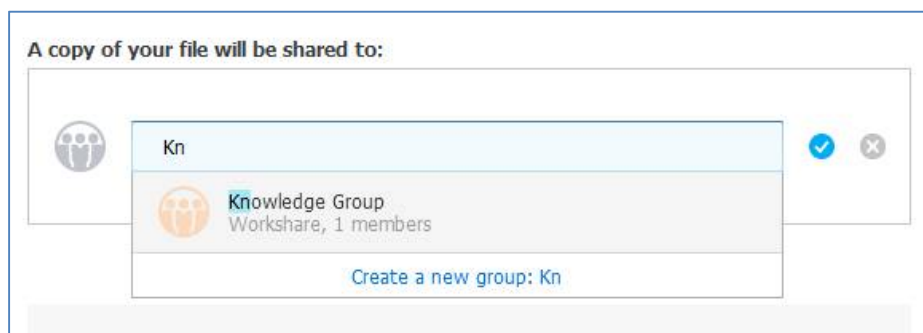 A copy of your file will be shared to:
Kn
Knowledge Group
Workshare, 1 members
Create a new group: Kn